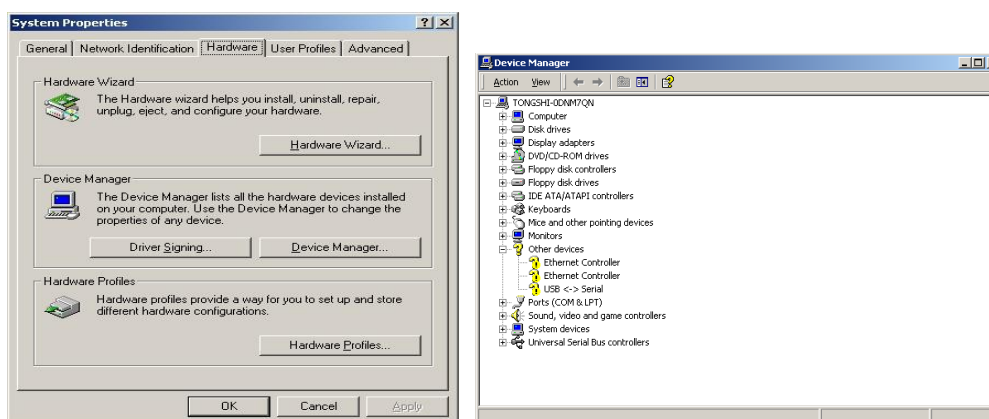 System Properties
General Network Identification Hardware User Profiles Advanced
Hardware Wizard
The Hardware wizard helps you install, uninstall, repair,
unplug, eject, and configure your hardware.
Hardware Wizard...
Device Manager
The Device Manager lists all the hardware devices installed
on your computer. Use the Device Manager to change the
properties of any device.
Driver Signing... Device Manager...
Hardware Profiles
Hardware profiles provide a way for you to set up and store
different hardware configurations.
Hardware Profiles...
OK Cancel Apply
Device Manager
Action View
TONGSHI-0DNM7QN
Computer
Disk drives
Display adapters
DVD/CD-ROM drives
Floppy disk controllers
Floppy disk drives
IDE ATA/ATAPI controllers
Keyboards
Mice and other pointing devices
Monitors
Other devices
Ethernet Controller
Ethernet Controller
USB <-> Serial
Ports (COM & LPT)
Sound, video and game controllers
System devices
Universal Serial Bus controllers